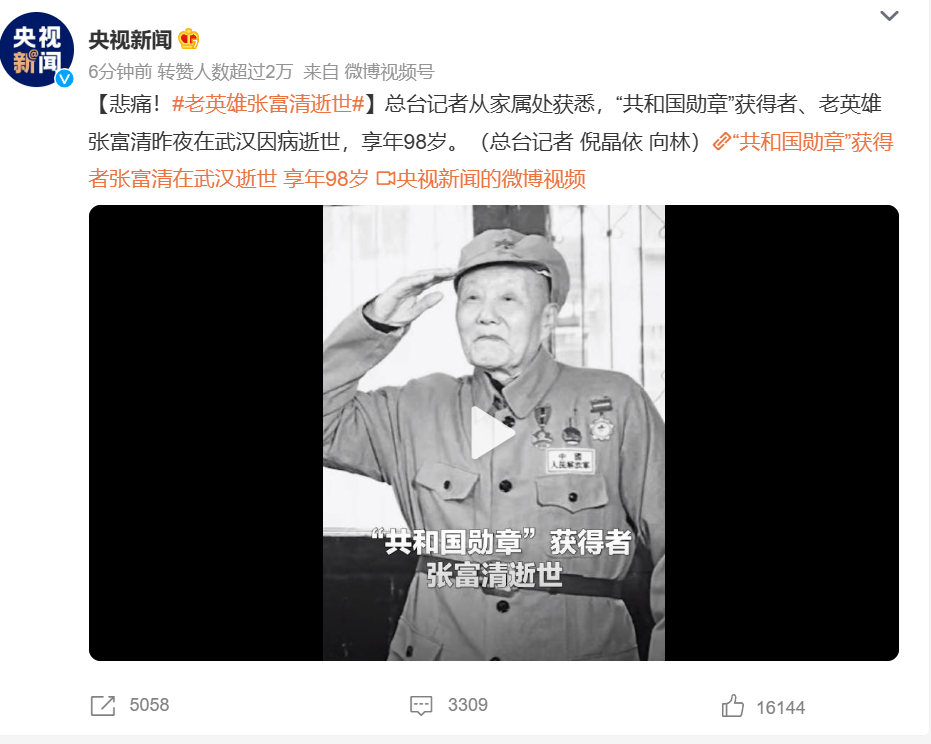 央视
新闻
央视新闻
6分钟前 转赞人数超过2万 来自 微博视频号
【悲痛！#老英雄张富清逝世#】总台记者从家属处获悉，“共和国勋章”获得者、老英雄
张富清昨夜在武汉因病逝世，享年98岁。（总台记者 倪晶依 向林）“共和国勋章”获得
者张富清在武汉逝世 享年98岁 央视新闻的微博视频
中國
人民解放軍
“共和国勋章”获得者
张富清逝世
5058
3309
16144